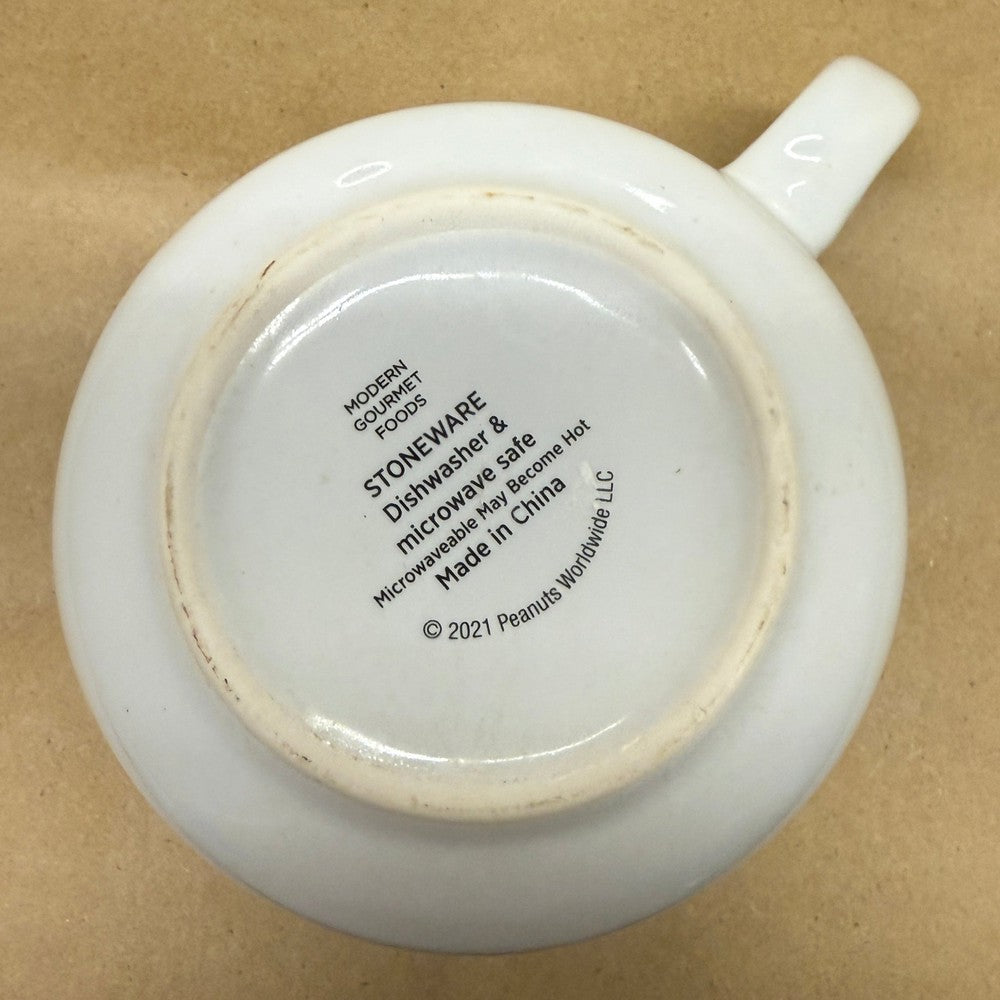 MODERN
GOURMET
FOODS
STONEWARE
Dishwasher &
microwave safe
Microwaveable May Become Hot
Made in China
© 2021 Peanuts Worldwide LLC